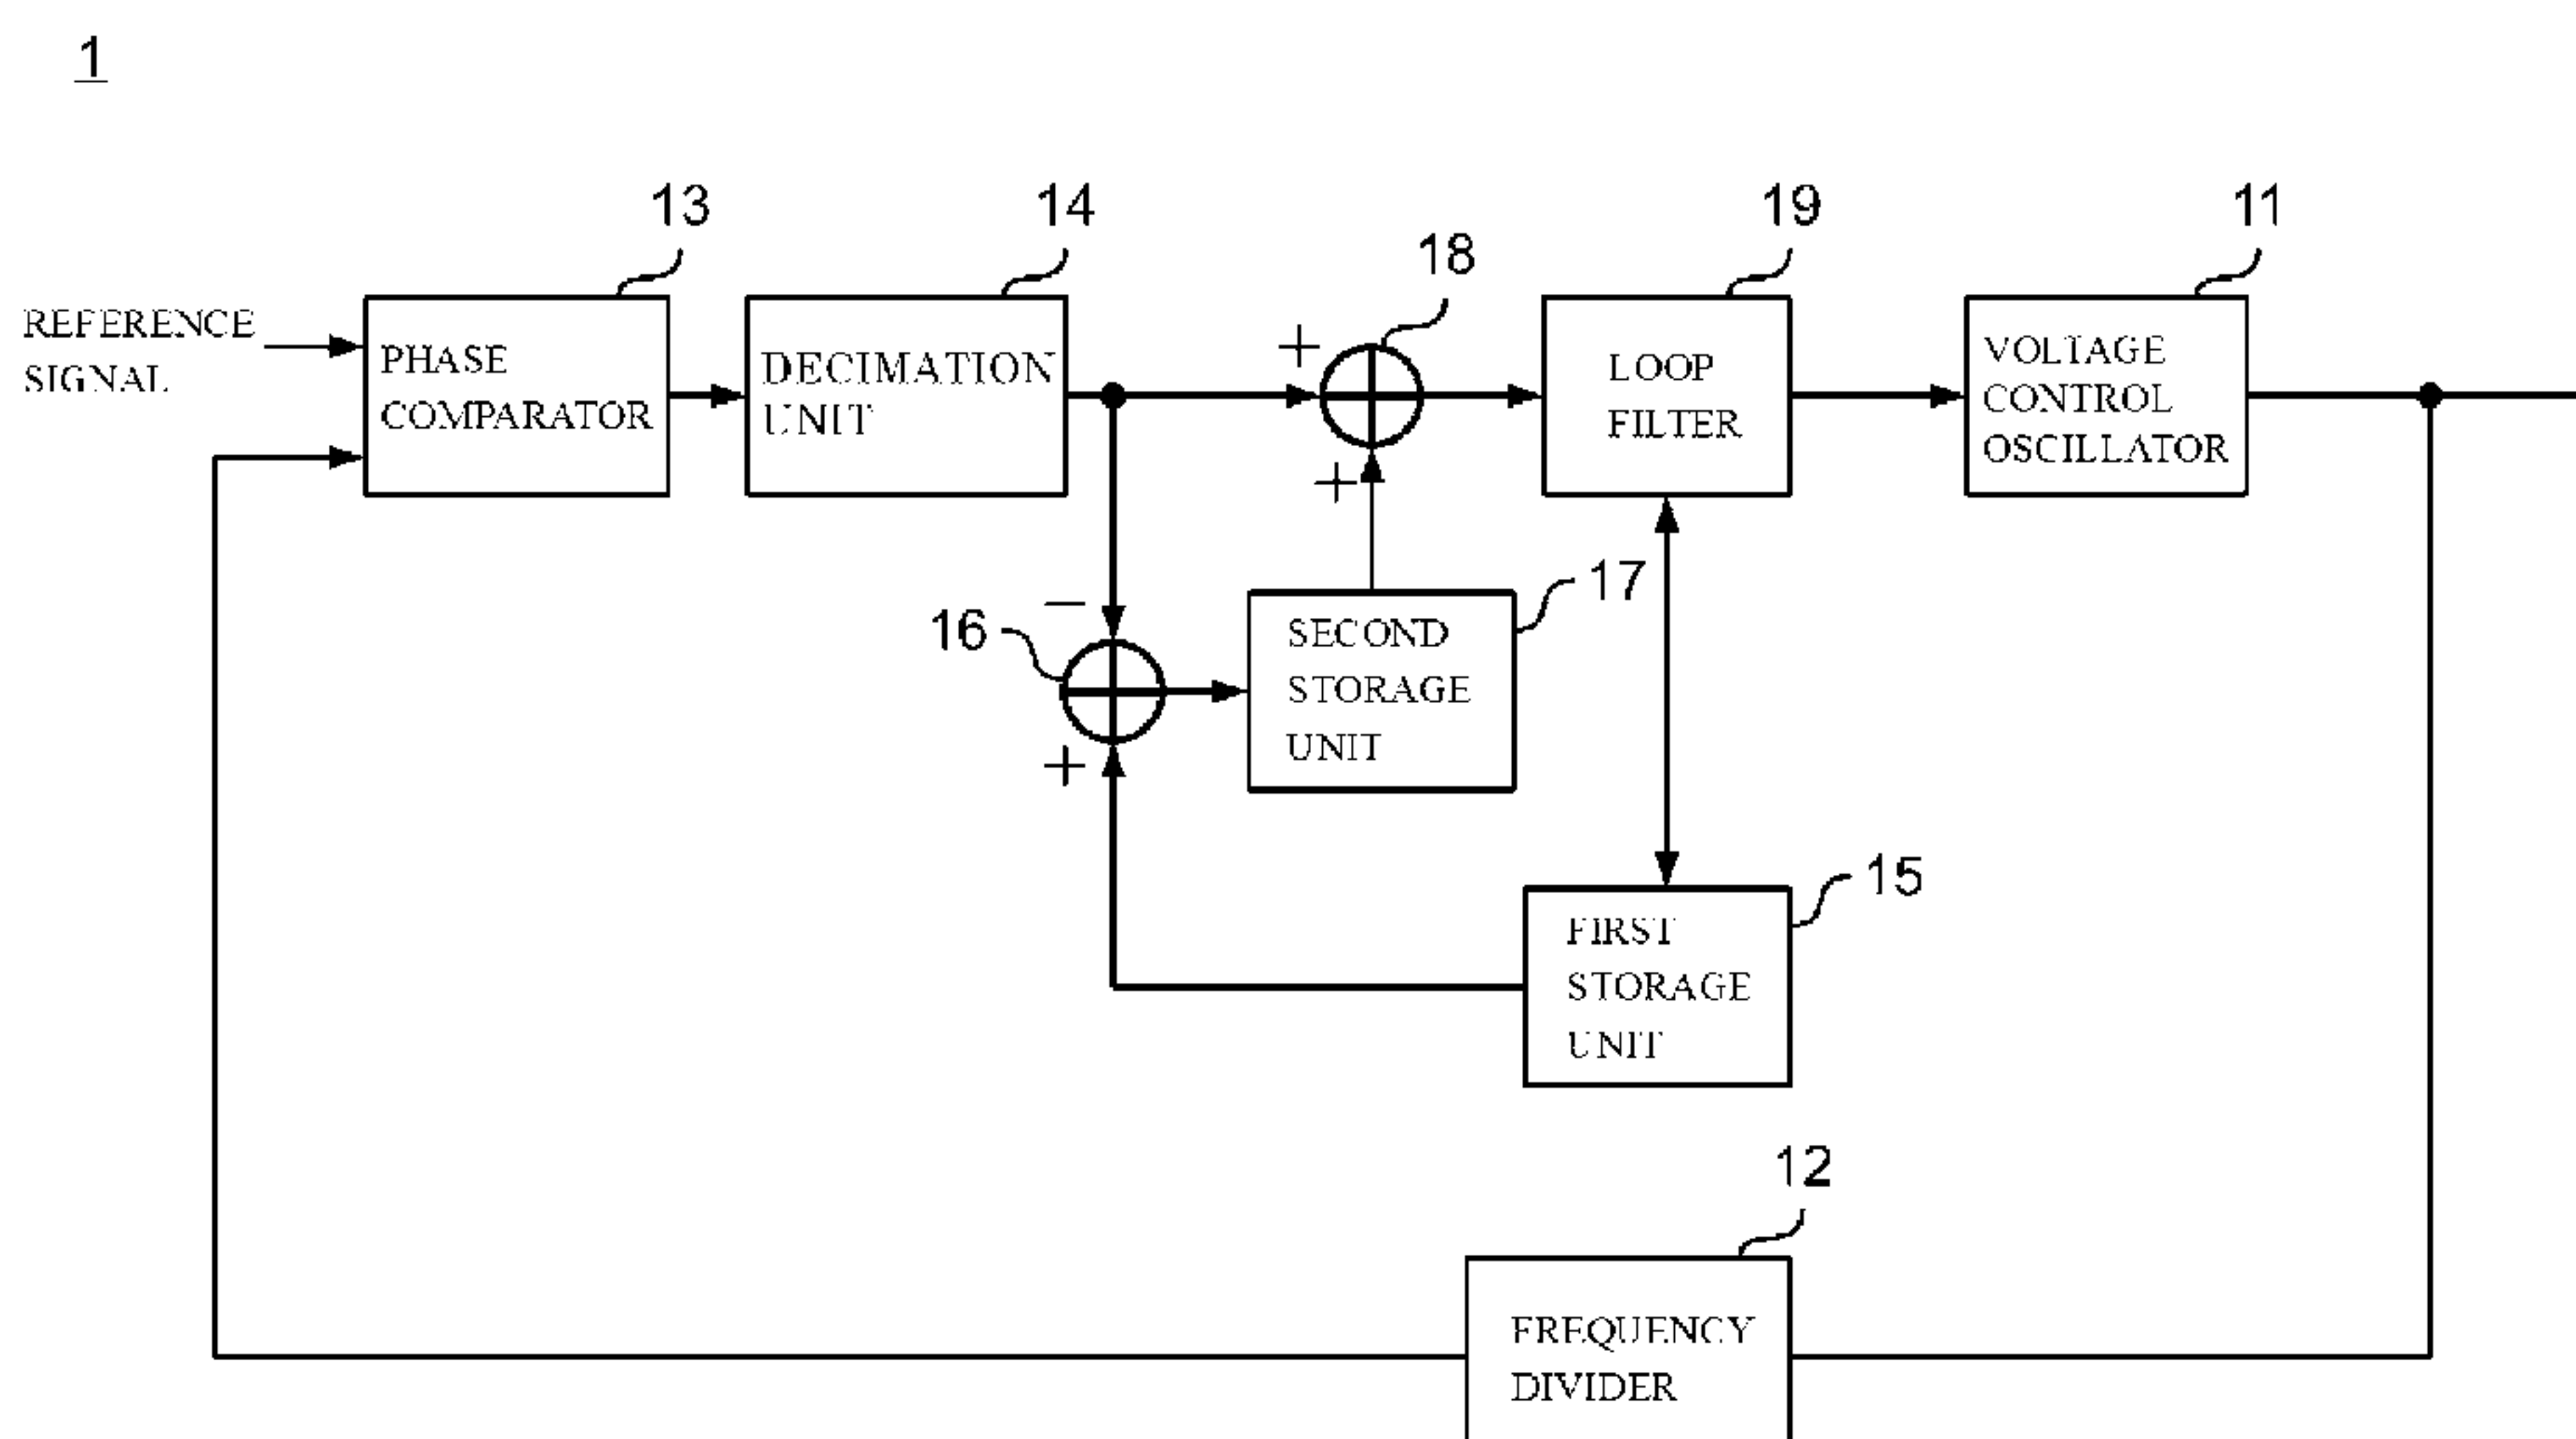 1
13
14
18
19
11
REFERENCE
SIGNAL
PHASE
COMPARATOR
DECIMATION
UNIT
+
+
LOOP
FILTER
VOLTAGE
CONTROL
OSCILLATOR
16
−
+
SECOND
STORAGE
UNIT
17
FIRST
STORAGE
UNIT
15
12
FREQUENCY
DIVIDER